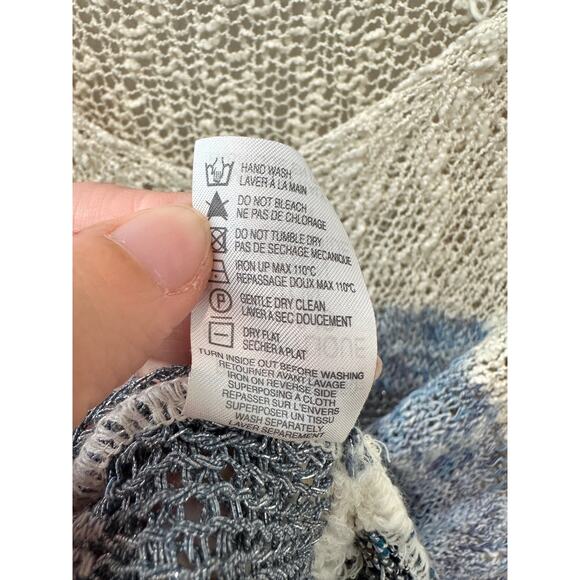 HAND WASH
LAVER À LA MAIN
DO NOT BLEACH
NE PAS DE CHLORAGE
DO NOT TUMBLE DRY
PAS DE SECHAGE MECANIQUE
IRON UP MAX 110°C
REPASSAGE DOUX MAX 110°C
P
GENTLE DRY CLEAN
LAVER A SEC DOUCEMENT
DRY FLAT
SECHER A PLAT
TURN INSIDE OUT BEFORE WASHING
RETOURNER AVANT LAVAGE
IRON ON REVERSE SIDE
SUPERPOSING A CLOTH
RÉPASSER SUR L'ENVERS
SUPERPOSER UN TISSU
WASH SEPARATELY
LAVER SEPAREMENT